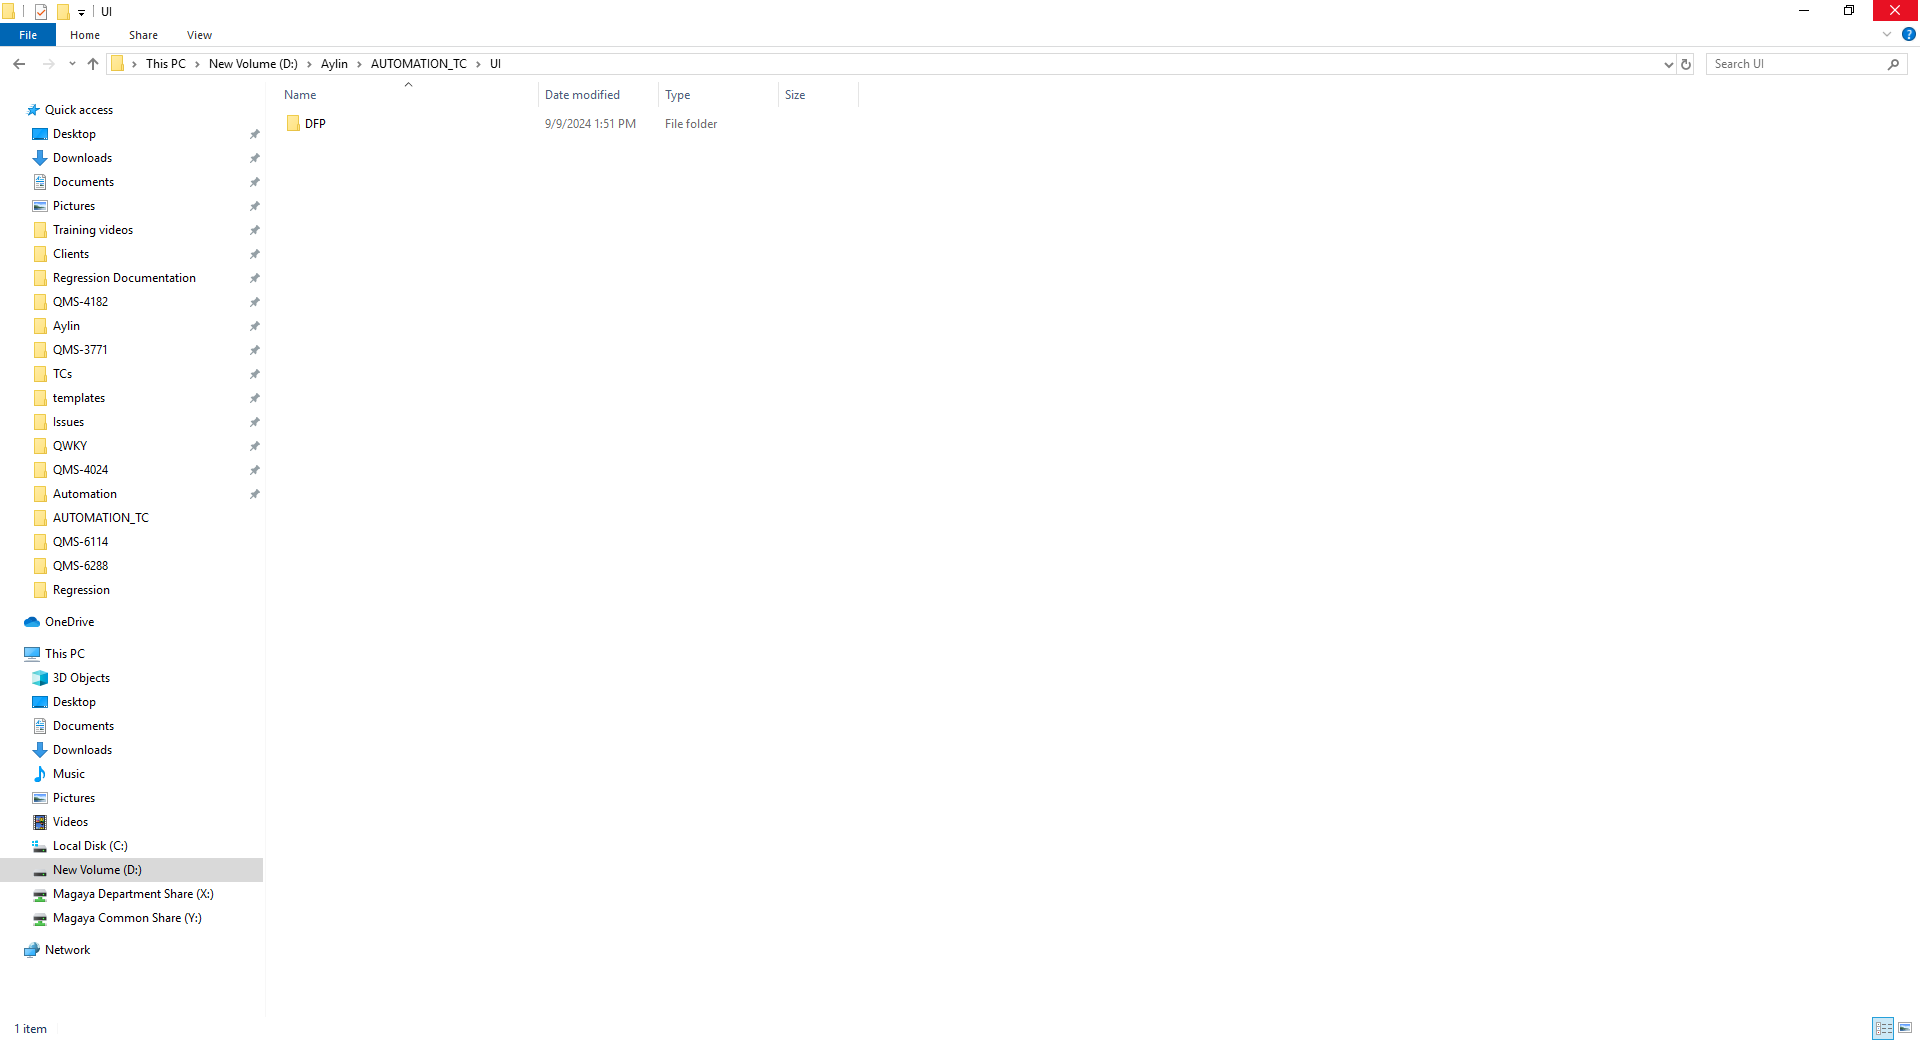 UI
File Home Share View
This PC New Volume (D:) Aylin AUTOMATION_TC UI
Search UI
Name Date modified Type Size
DFP 9/9/2024 1:51 PM File folder
Quick access
Desktop
Downloads
Documents
Pictures
Training videos
Clients
Regression Documentation
QMS-4182
Aylin
QMS-3771
TCs
templates
Issues
QWKY
QMS-4024
Automation
AUTOMATION_TC
QMS-6114
QMS-6288
Regression
OneDrive
This PC
3D Objects
Desktop
Documents
Downloads
Music
Pictures
Videos
Local Disk (C:)
New Volume (D:)
Magaya Department Share (X:)
Magaya Common Share (Y:)
Network
1 item